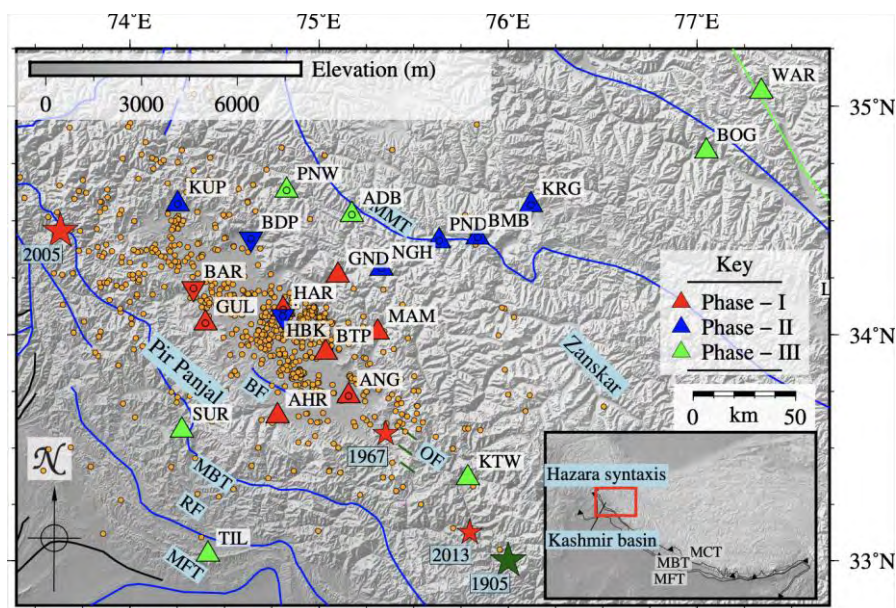 74°E
75°E
76°E
77°E
Elevation (m)
0
3000
6000
WAR
35°N
BOG
PNW
KUP
ADB
KRG
MMT
BDP
PND
BMB
2005
GND
NGH
BAR
HAR
GUL
MAM
34°N
HBK
BTP
Key
Phase – I
Phase – II
Phase – III
L
Pir Panjal
BF
ANG
Zanskar
AHR
SUR
0
50
km
1967
OF
N
KTW
MBT
Hazara syntaxis
RF
Kashmir basin
TIL
2013
MFT
1905
33°N
MCT
MBT
MFT